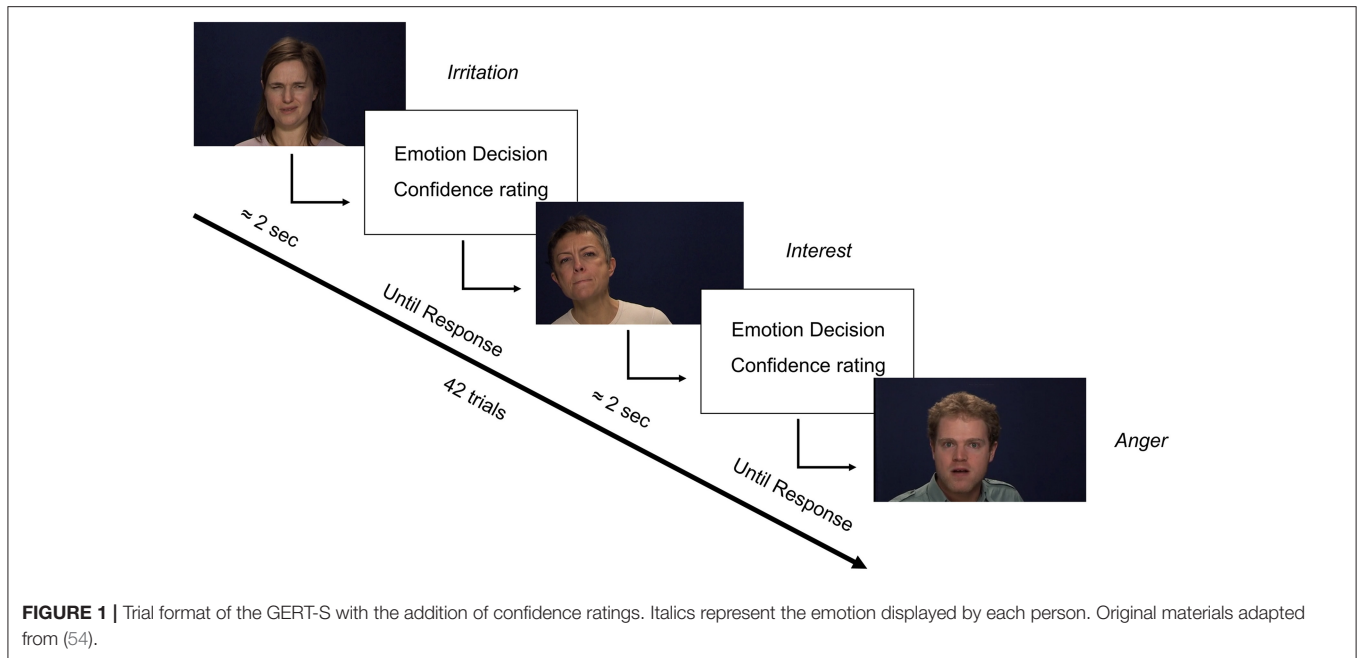 Irritation
Emotion Decision
Confidence rating
≈ 2 sec
Interest
Until Response
Emotion Decision
Confidence rating
42 trials
≈ 2 sec
Anger
Until Response
FIGURE 1 | Trial format of the GERT-S with the addition of confidence ratings. Italics represent the emotion displayed by each person. Original materials adapted
from (54).